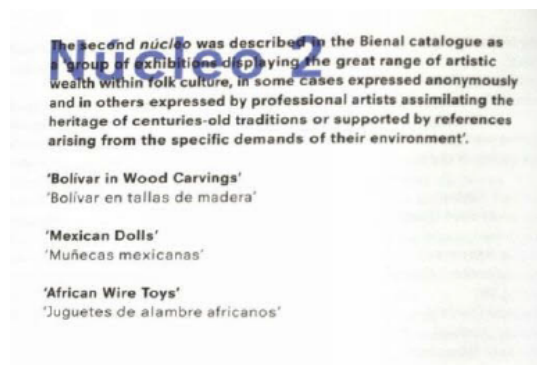 Núcleo 2
The second núcleo was described in the Bienal catalogue as
a 'group of exhibitions displaying the great range of artistic
wealth within folk culture, in some cases expressed anonymously
and in others expressed by professional artists assimilating the
heritage of centuries-old traditions or supported by references
arising from the specific demands of their environment'.
'Bolívar in Wood Carvings'
'Bolívar en tallas de madera'
'Mexican Dolls'
'Muñecas mexicanas'
'African Wire Toys'
'Juguetes de alambre africanos'